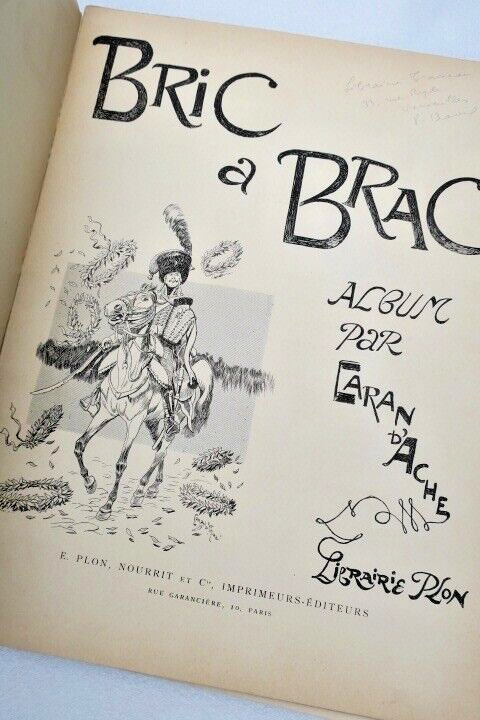 BRiC
a BRAC
ALBUM
PAR
CARAN
D'ACHE
LIBRAIRIE PLON
E. PLON, NOURRIT ET Cie, IMPRIMEURS-ÉDITEURS
RUE GARANCIÈRE, 10, PARIS